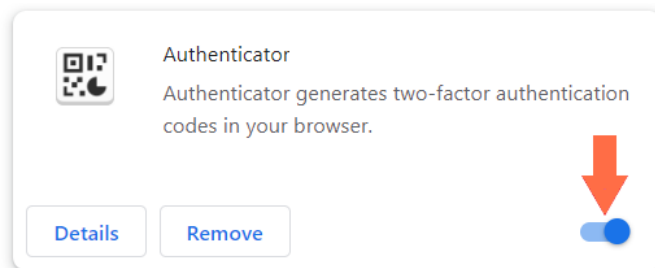 Authenticator
Authenticator generates two-factor authentication
codes in your browser.
Details
Remove